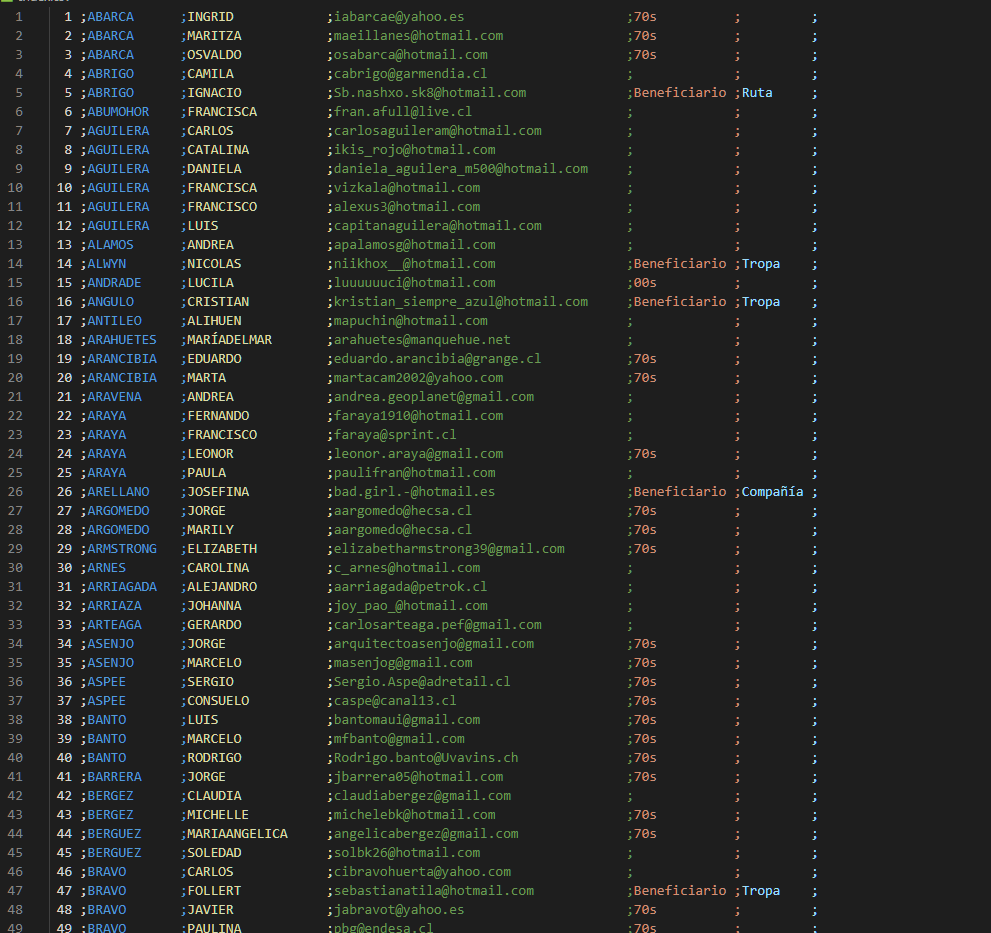 1 1 ;ABARCA ;INGRID ;iabarcae@yahoo.es ;70s ; ;
2 2 ;ABARCA ;MARITZA ;maeillanes@hotmail.com ;70s ; ;
3 3 ;ABARCA ;OSVALDO ;osabarca@hotmail.com ;70s ; ;
4 4 ;ABRIGO ;CAMILA ;cabrigo@garmendia.cl ; ; ;
5 5 ;ABRIGO ;IGNACIO ;Sb.nashxo.sk8@hotmail.com ;Beneficiario ;Ruta ;
6 6 ;ABUMOHOR ;FRANCISCA ;fran.afull@live.cl ; ; ;
7 7 ;AGUILERA ;CARLOS ;carlosaguileram@hotmail.com ; ; ;
8 8 ;AGUILERA ;CATALINA ;ikis_rojo@hotmail.com ; ; ;
9 9 ;AGUILERA ;DANIELA ;daniela_aguilera_m500@hotmail.com ; ; ;
10 10 ;AGUILERA ;FRANCISCA ;vizkala@hotmail.com ; ; ;
11 11 ;AGUILERA ;FRANCISCO ;alexus3@hotmail.com ; ; ;
12 12 ;AGUILERA ;LUIS ;capitanaguilera@hotmail.com ; ; ;
13 13 ;ALAMOS ;ANDREA ;apalamosg@hotmail.com ; ; ;
14 14 ;ALWYN ;NICOLAS ;niikhox__@hotmail.com ;Beneficiario ;Tropa ;
15 15 ;ANDRADE ;LUCILA ;luuuuuuci@hotmail.com ;00s ; ;
16 16 ;ANGULO ;CRISTIAN ;kristian_siempre_azul@hotmail.com ;Beneficiario ;Tropa ;
17 17 ;ANTILEO ;ALIHUEN ;mapuchin@hotmail.com ; ; ;
18 18 ;ARAHUETES ;MARÍADELMAR ;arahuetes@manquehue.net ; ; ;
19 19 ;ARANCIBIA ;EDUARDO ;eduardo.arancibia@grange.cl ;70s ; ;
20 20 ;ARANCIBIA ;MARTA ;martacam2002@yahoo.com ;70s ; ;
21 21 ;ARAVENA ;ANDREA ;andrea.geoplanet@gmail.com ; ; ;
22 22 ;ARAYA ;FERNANDO ;faraya1910@hotmail.com ; ; ;
23 23 ;ARAYA ;FRANCISCO ;faraya@sprint.cl ; ; ;
24 24 ;ARAYA ;LEONOR ;leonor.araya@gmail.com ;70s ; ;
25 25 ;ARAYA ;PAULA ;paulifran@hotmail.com ; ; ;
26 26 ;ARELLANO ;JOSEFINA ;bad.girl.-@hotmail.es ;Beneficiario ;Compañía ;
27 27 ;ARGOMEDO ;JORGE ;aargomedo@hecsa.cl ;70s ; ;
28 28 ;ARGOMEDO ;MARILY ;aargomedo@hecsa.cl ;70s ; ;
29 29 ;ARMSTRONG ;ELIZABETH ;elizabetharmstrong39@gmail.com ;70s ; ;
30 30 ;ARNES ;CAROLINA ;c_arnes@hotmail.com ; ; ;
31 31 ;ARRIAGADA ;ALEJANDRO ;aarriagada@petrok.cl ; ; ;
32 32 ;ARRIAZA ;JOHANNA ;joy_pao_@hotmail.com ; ; ;
33 33 ;ARTEAGA ;GERARDO ;carlosarteaga.pef@gmail.com ; ; ;
34 34 ;ASENJO ;JORGE ;arquitectoasenjo@gmail.com ;70s ; ;
35 35 ;ASENJO ;MARCELO ;masenjog@gmail.com ;70s ; ;
36 36 ;ASPEE ;SERGIO ;Sergio.Aspe@adretail.cl ;70s ; ;
37 37 ;ASPEE ;CONSUELO ;caspe@canal13.cl ;70s ; ;
38 38 ;BANTO ;LUIS ;bantomaui@gmail.com ;70s ; ;
39 39 ;BANTO ;MARCELO ;mfbanto@gmail.com ;70s ; ;
40 40 ;BANTO ;RODRIGO ;Rodrigo.banto@Uvavins.ch ;70s ; ;
41 41 ;BARRERA ;JORGE ;jbarrera05@hotmail.com ;70s ; ;
42 42 ;BERGEZ ;CLAUDIA ;claudiabergez@gmail.com ; ; ;
43 43 ;BERGEZ ;MICHELLE ;michelebk@hotmail.com ;70s ; ;
44 44 ;BERGUEZ ;MARIAANGELICA ;angelicabergez@gmail.com ;70s ; ;
45 45 ;BERGUEZ ;SOLEDAD ;solbk26@hotmail.com ; ; ;
46 46 ;BRAVO ;CARLOS ;cibravohuerta@yahoo.com ; ; ;
47 47 ;BRAVO ;FOLLERT ;sebastianatila@hotmail.com ;Beneficiario ;Tropa ;
48 48 ;BRAVO ;JAVIER ;jabravot@yahoo.es ;70s ; ;
49 49 ;BRAVO ;PAULINA ;pbg@endesa.cl ;70s ; ;